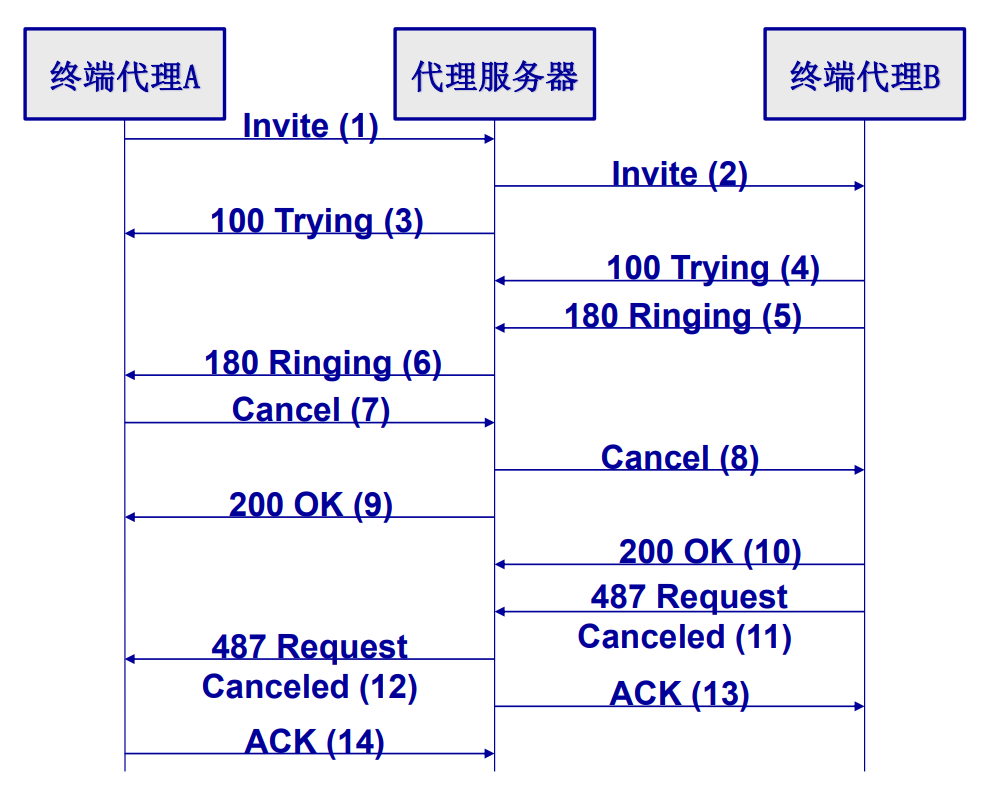 终端代理A
代理服务器
终端代理B
Invite (1)
Invite (2)
100 Trying (3)
100 Trying (4)
180 Ringing (5)
180 Ringing (6)
Cancel (7)
Cancel (8)
200 OK (9)
200 OK (10)
487 Request
Canceled (11)
487 Request
Canceled (12)
ACK (13)
ACK (14)